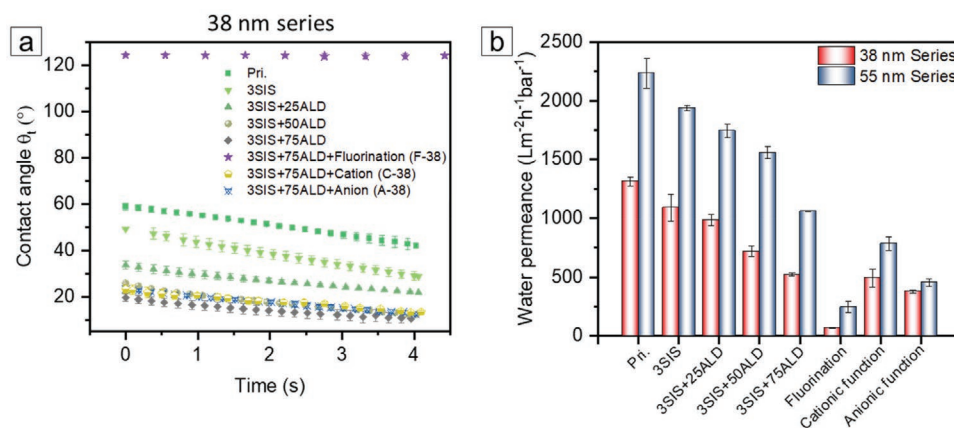 38 nm series
a
Contact angle θt (°)
120
100
80
60
40
20
0
1
2
3
4
Time (s)
Pri.
3SIS
3SIS+25ALD
3SIS+50ALD
3SIS+75ALD
3SIS+75ALD+Fluorination (F-38)
3SIS+75ALD+Cation (C-38)
3SIS+75ALD+Anion (A-38)
b
Water permeance (Lm⁻²h⁻¹bar⁻¹)
2500
2000
1500
1000
500
0
38 nm Series
55 nm Series
Pri.
3SIS
3SIS+25ALD
3SIS+50ALD
3SIS+75ALD
Fluorination
Cationic function
Anionic function